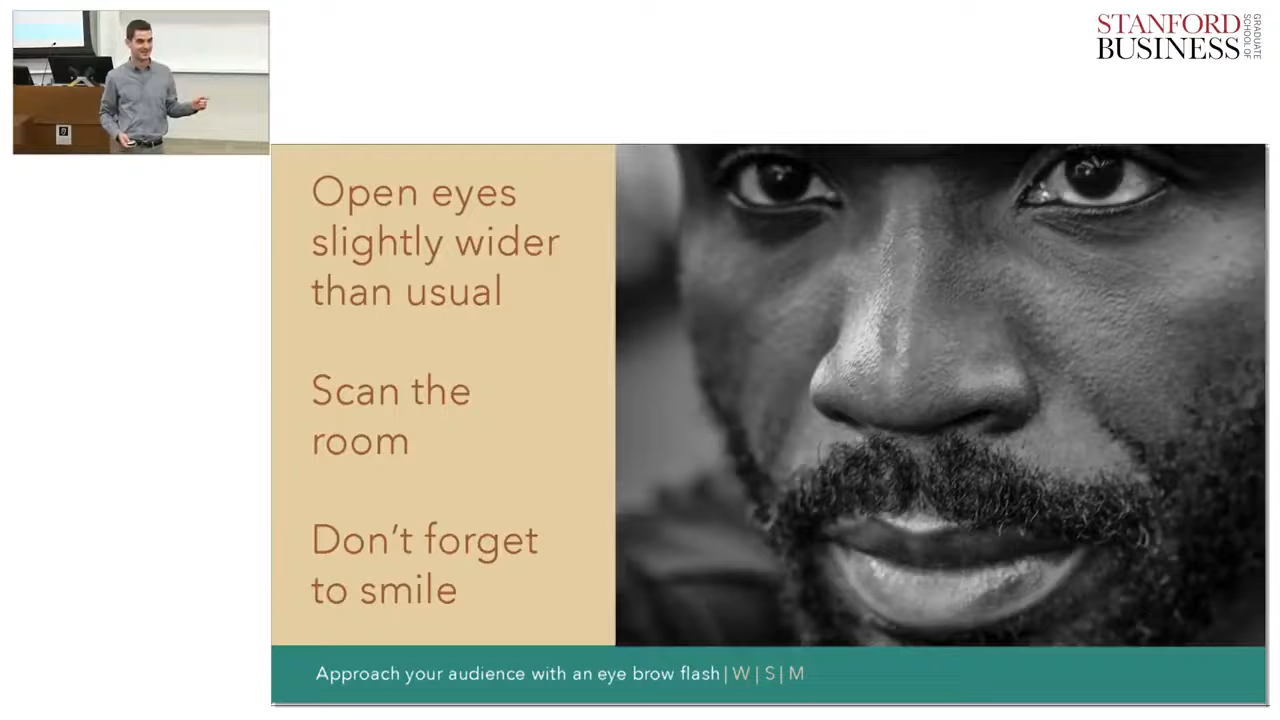 STANFORD
BUSINESS
GRADUATE
SCHOOL OF
Open eyes
slightly wider
than usual
Scan the
room
Don't forget
to smile
Approach your audience with an eye brow flash| W | S | M